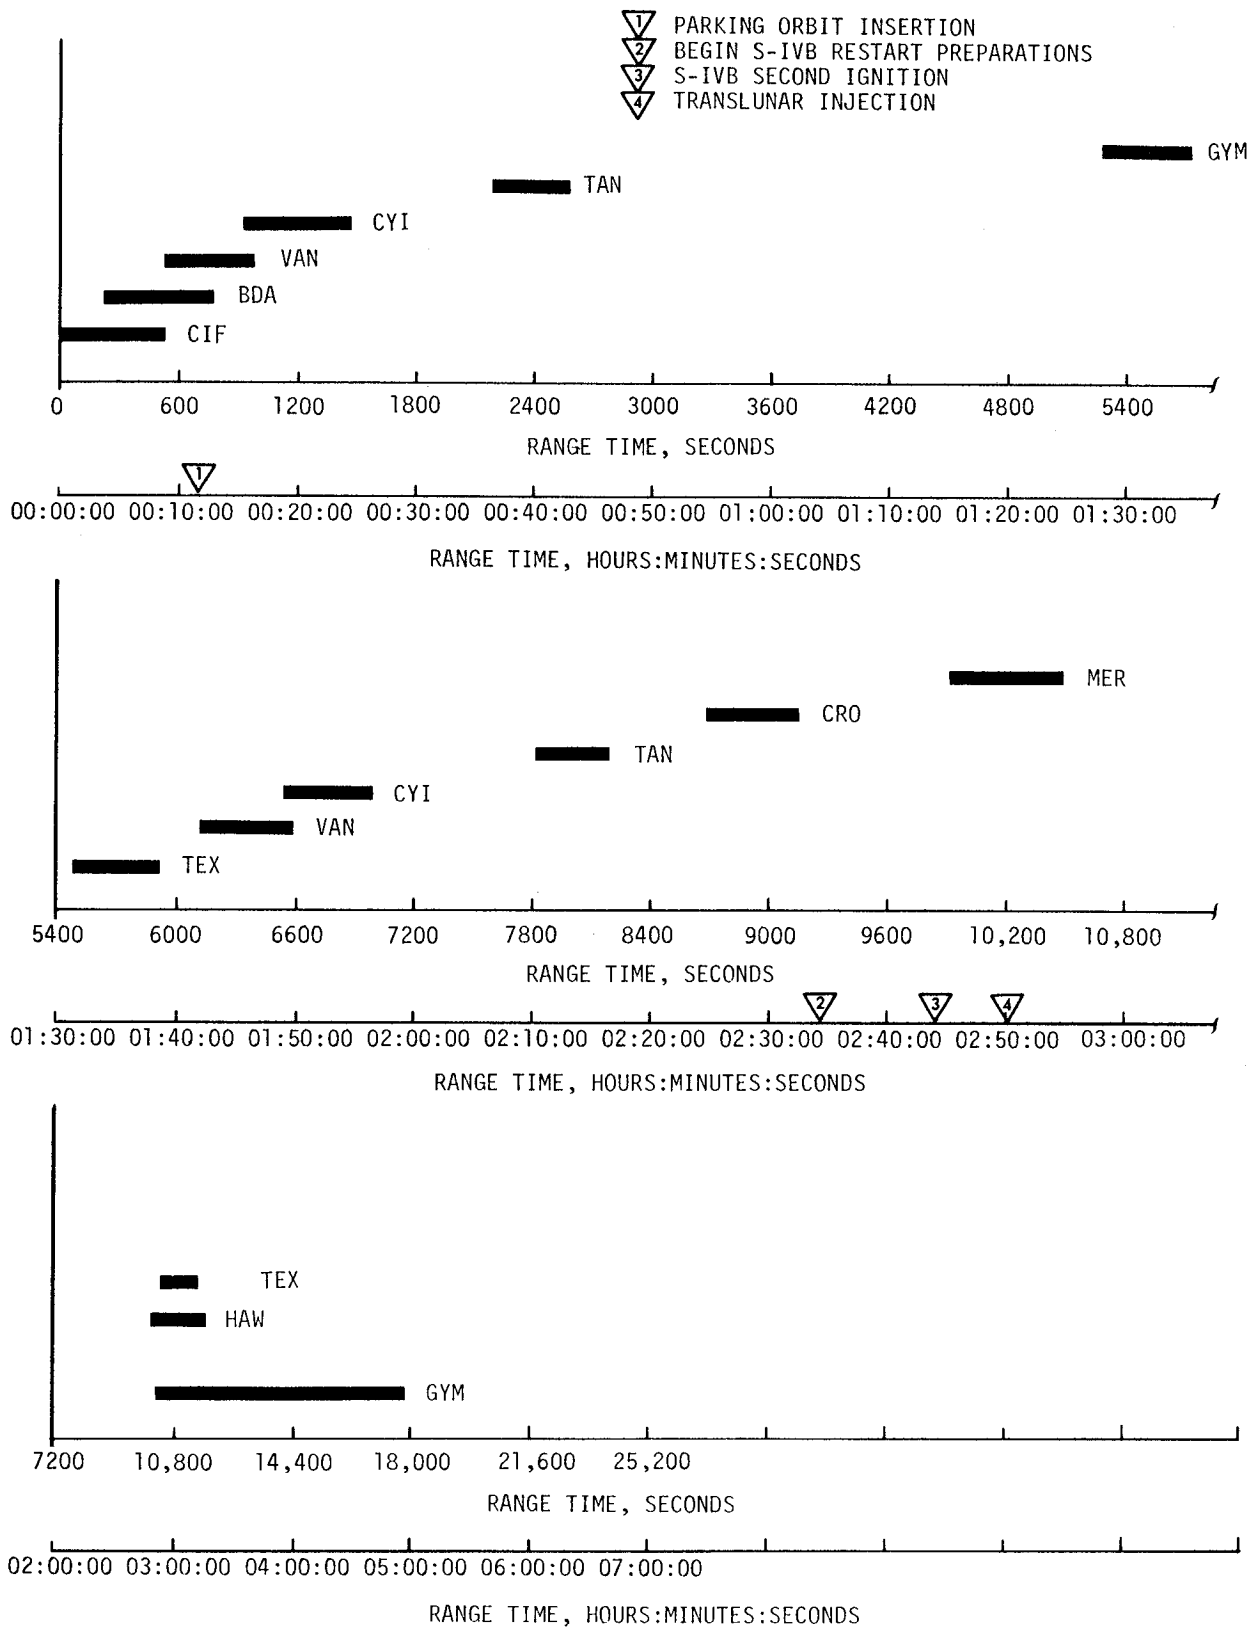 1 PARKING ORBIT INSERTION
2 BEGIN S-IVB RESTART PREPARATIONS
3 S-IVB SECOND IGNITION
4 TRANSLUNAR INJECTION
GYM
TAN
CYI
VAN
BDA
CIF
0 600 1200 1800 2400 3000 3600 4200 4800 5400
RANGE TIME, SECONDS
1
00:00:00 00:10:00 00:20:00 00:30:00 00:40:00 00:50:00 01:00:00 01:10:00 01:20:00 01:30:00
RANGE TIME, HOURS:MINUTES:SECONDS
MER
CRO
TAN
CYI
VAN
TEX
5400 6000 6600 7200 7800 8400 9000 9600 10,200 10,800
RANGE TIME, SECONDS
2 3 4
01:30:00 01:40:00 01:50:00 02:00:00 02:10:00 02:20:00 02:30:00 02:40:00 02:50:00 03:00:00
RANGE TIME, HOURS:MINUTES:SECONDS
TEX
HAW
GYM
7200 10,800 14,400 18,000 21,600 25,200
RANGE TIME, SECONDS
02:00:00 03:00:00 04:00:00 05:00:00 06:00:00 07:00:00
RANGE TIME, HOURS:MINUTES:SECONDS